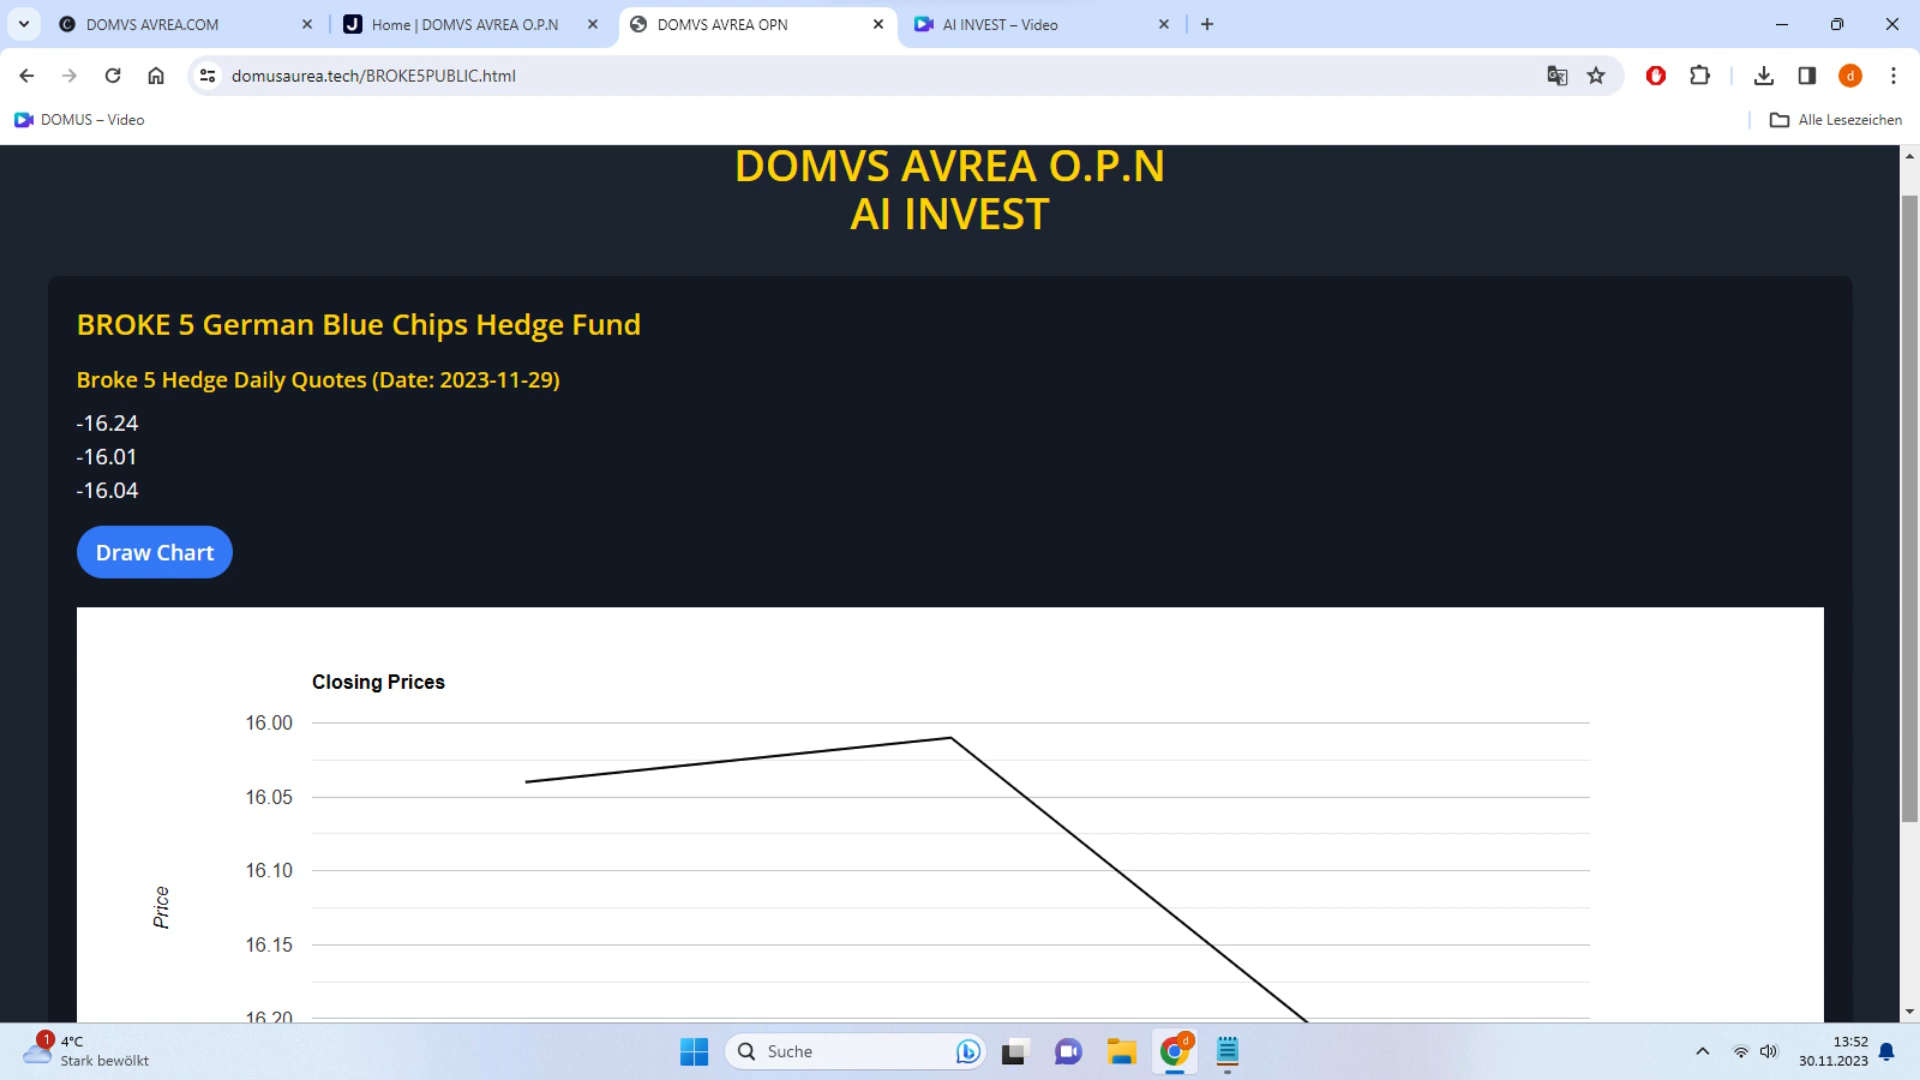 DOMVS AVREA.COM
Home | DOMVS AVREA O.P.N
DOMVS AVREA OPN
AI INVEST – Video
domusaurea.tech/BROKE5PUBLIC.html
d
DOMUS – Video
Alle Lesezeichen
DOMVS AVREA O.P.N
AI INVEST
BROKE 5 German Blue Chips Hedge Fund
Broke 5 Hedge Daily Quotes (Date: 2023-11-29)
-16.24
-16.01
-16.04
Draw Chart
Closing Prices
16.00
16.05
16.10
Price
16.15
16.20
1
4°C
Stark bewölkt
Suche
d
13:52
30.11.2023